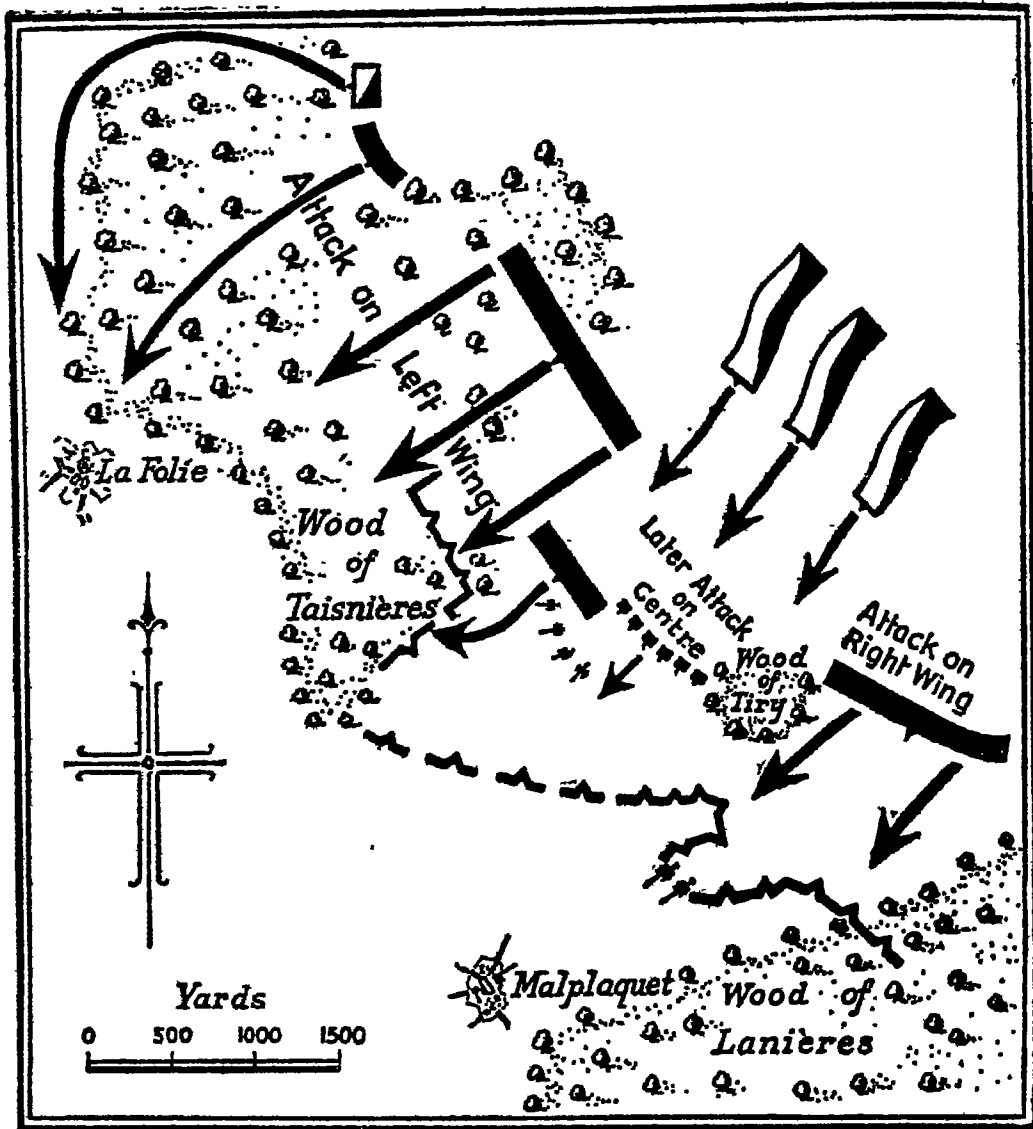 Attack on
Left
Wing
La Folie
Wood
of
Taisnières
Later Attack
on
Centre
Wood
of
Tiry
Attack on
Right Wing
Malplaquet
Wood of
Lanières
Yards
0 500 1000 1500